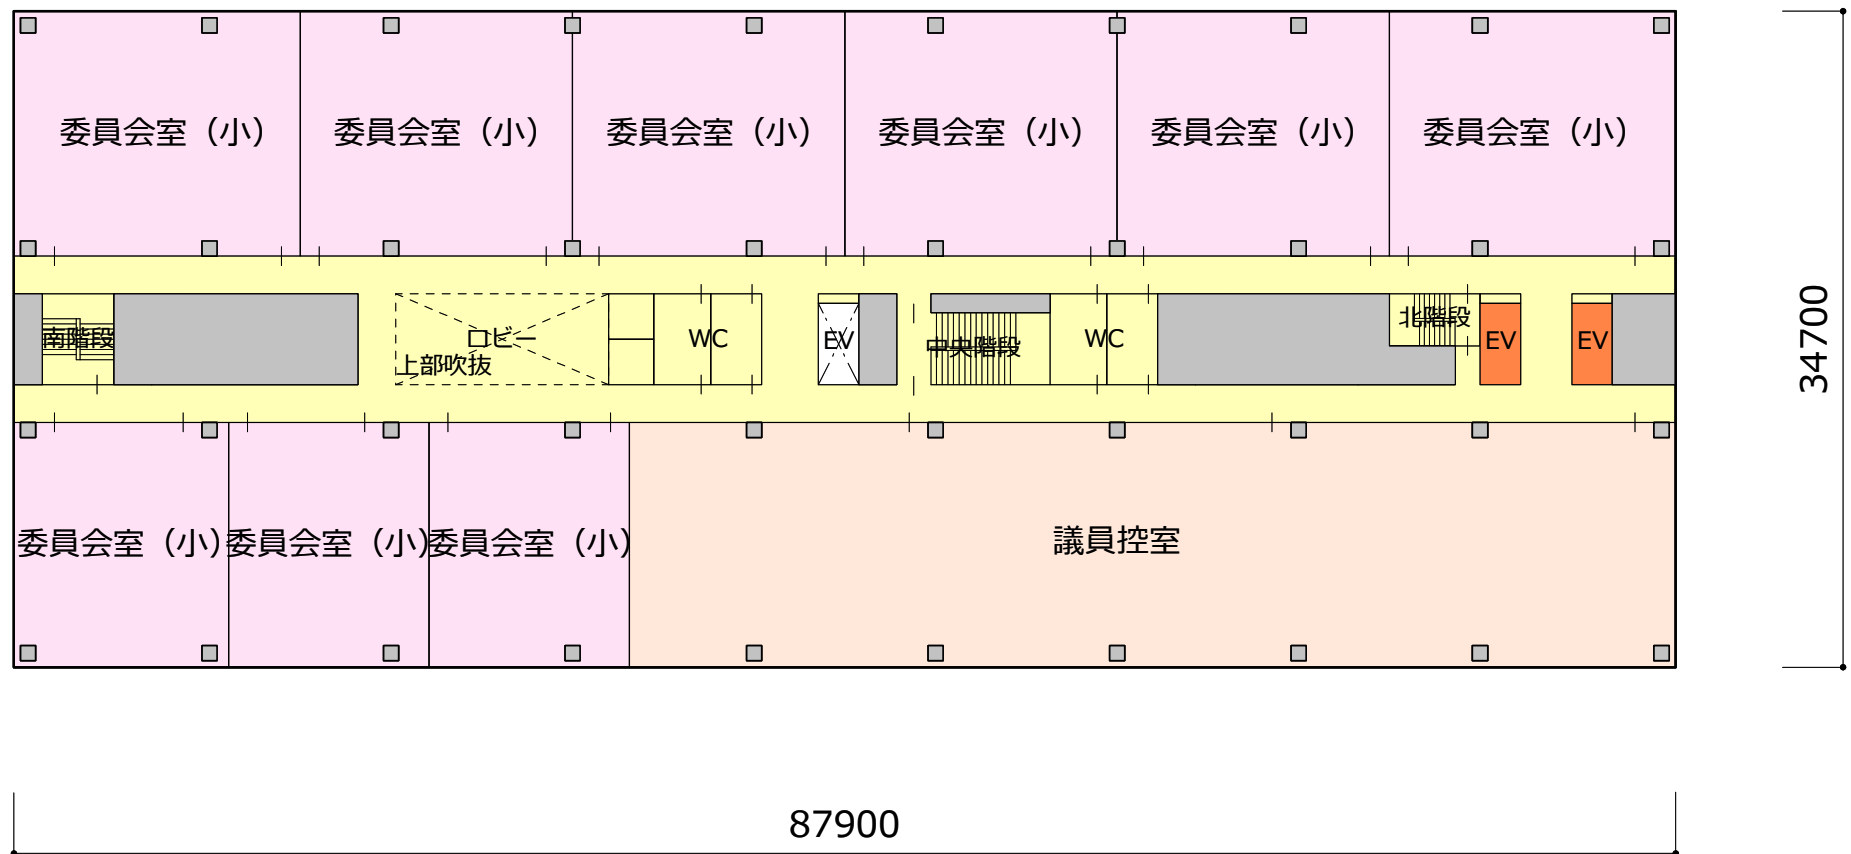 委員会室（小）
委員会室（小）
委員会室（小）
委員会室（小）
委員会室（小）
委員会室（小）
南階段
ロビー
上部吹抜
WC
EV
中央階段
WC
北階段
EV
EV
34700
委員会室（小）
委員会室（小）
委員会室（小）
議員控室
87900